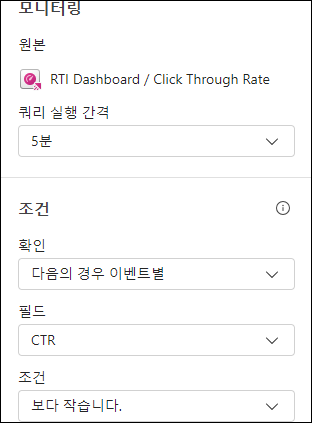 모니터링
원본
RTI Dashboard / Click Through Rate
쿼리 실행 간격
5분
조건
확인
다음의 경우 이벤트별
필드
CTR
조건
보다 작습니다.